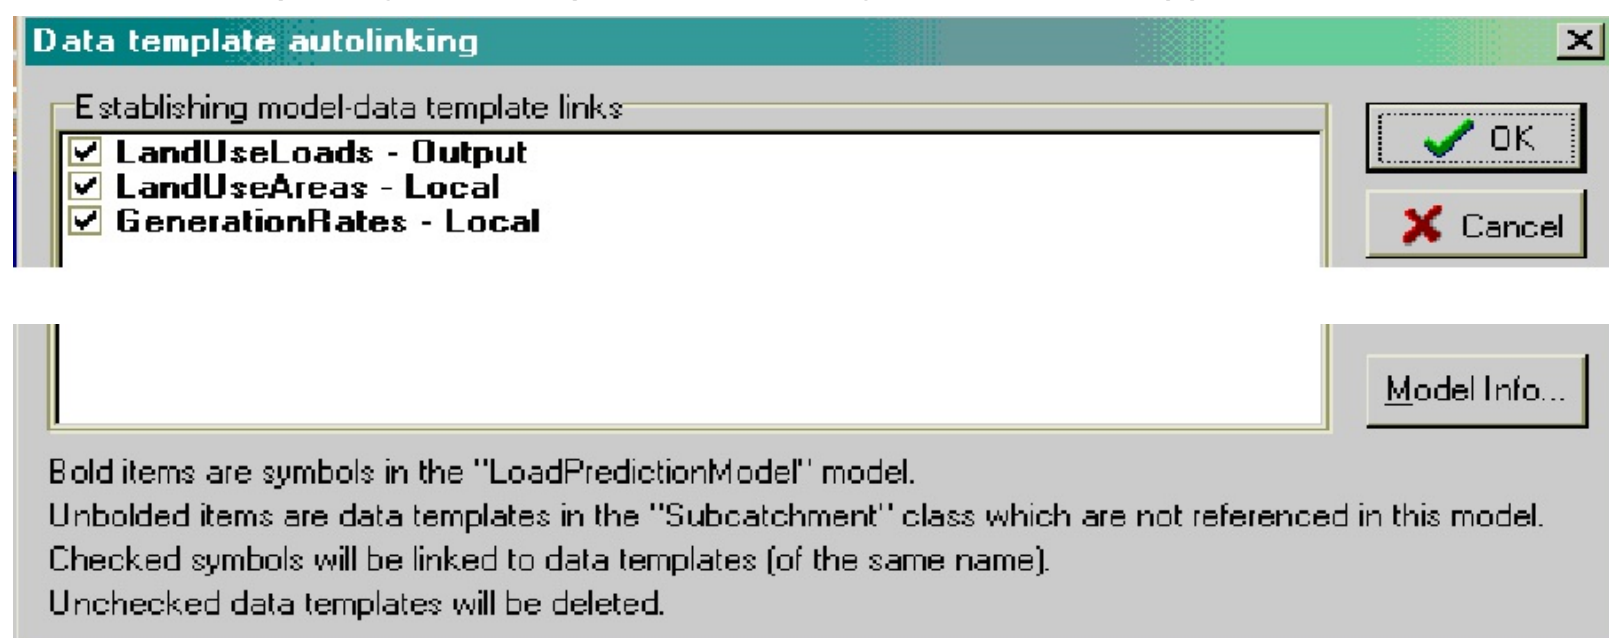 Data template autolinking
Establishing model-data template links
LandUseLoads - Output
LandUseAreas - Local
GenerationRates - Local
OK
Cancel
Model Info...
Bold items are symbols in the "LoadPredictionModel" model.
Unbolded items are data templates in the "Subcatchment" class which are not referenced in this model.
Checked symbols will be linked to data templates (of the same name).
Unchecked data templates will be deleted.